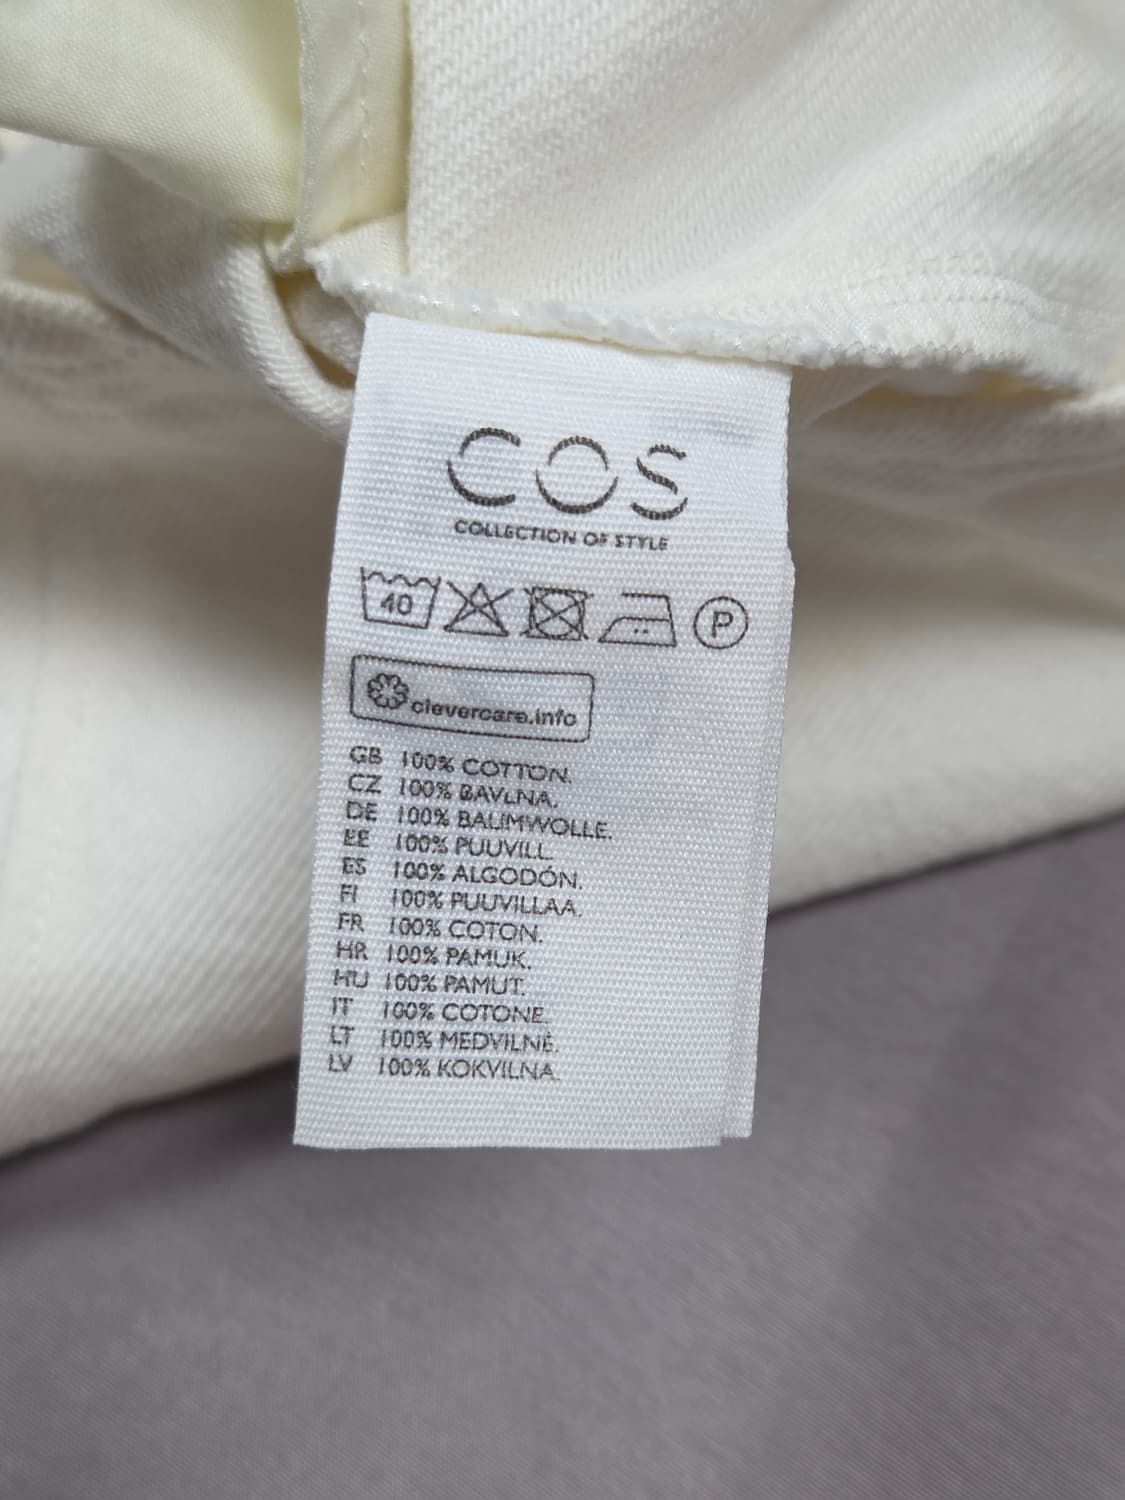 COS
COLLECTION OF STYLE
40 P
clevercare.info
GB 100% COTTON.
CZ 100% BAVLNA.
DE 100% BAUMWOLLE.
EE 100% PUUVILL.
ES 100% ALGODÓN.
FI 100% PUUVILLAA.
FR 100% COTON.
HR 100% PAMUK.
HU 100% PAMUT.
IT 100% COTONE.
LT 100% MEDVILNĖ.
LV 100% KOKVILNA.